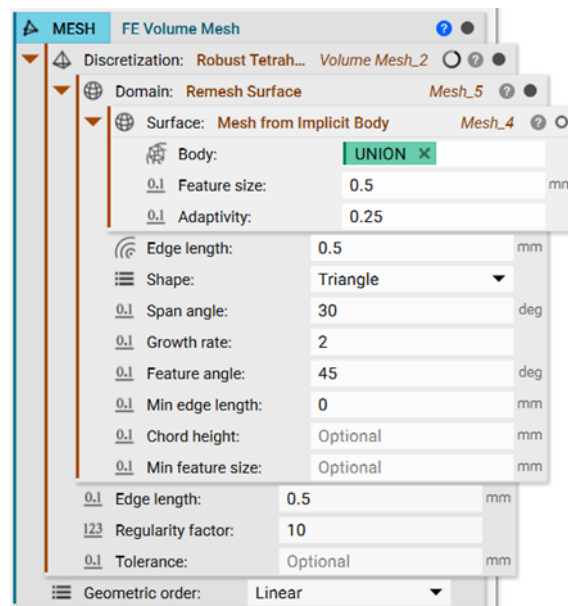 MESH FE Volume Mesh ?
Discretization: Robust Tetrah... Volume Mesh_2 ?
Domain: Remesh Surface Mesh_5 ?
Surface: Mesh from Implicit Body Mesh_4 ?
Body: UNION ×
0.1 Feature size: 0.5 mm
0.1 Adaptivity: 0.25
Edge length: 0.5 mm
Shape: Triangle
0.1 Span angle: 30 deg
0.1 Growth rate: 2
0.1 Feature angle: 45 deg
0.1 Min edge length: 0 mm
0.1 Chord height: Optional mm
0.1 Min feature size: Optional mm
0.1 Edge length: 0.5 mm
123 Regularity factor: 10
0.1 Tolerance: Optional mm
Geometric order: Linear